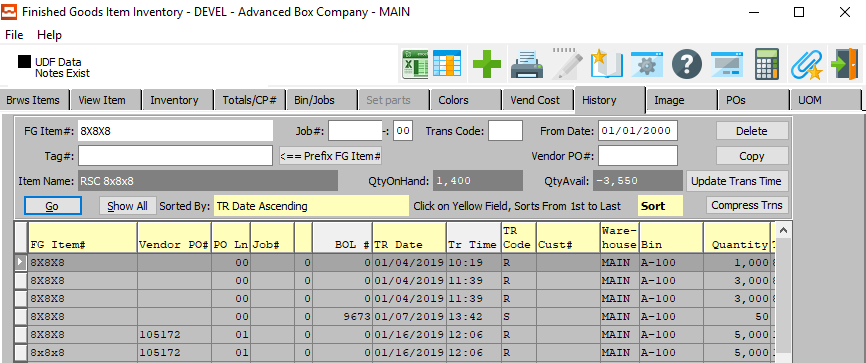 Finished Goods Item Inventory - DEVEL - Advanced Box Company - MAIN
File Help
UDF Data
Notes Exist
Brws Items View Item Inventory Totals/CP# Bin/Jobs Set parts Colors Vend Cost History Image POs UOM
FG Item#: 8X8X8 Job#: -: 00 Trans Code: From Date: 01/01/2000 Delete
Tag#: <== Prefix FG Item# Vendor PO#: Copy
Item Name: RSC 8x8x8 QtyOnHand: 1,400 QtyAvail: -3,550 Update Trans Time
Go Show All Sorted By: TR Date Ascending Click on Yellow Field, Sorts From 1st to Last Sort Compress Trns
TR Ware-
FG Item# Vendor PO# PO Ln Job# BOL # TR Date Tr Time Code Cust# house Bin Quantity
8X8X8 00 0 0 01/04/2019 10:19 R MAIN A-100 1,000
8X8X8 00 0 0 01/04/2019 11:39 R MAIN A-100 3,000
8X8X8 00 0 0 01/04/2019 11:39 R MAIN A-100 3,000
8X8X8 00 0 9673 01/07/2019 13:42 S MAIN A-100 50
8X8X8 105172 01 0 0 01/16/2019 12:06 R MAIN A-100 5,000
8x8x8 105172 01 0 0 01/16/2019 12:06 R MAIN A-100 5,000